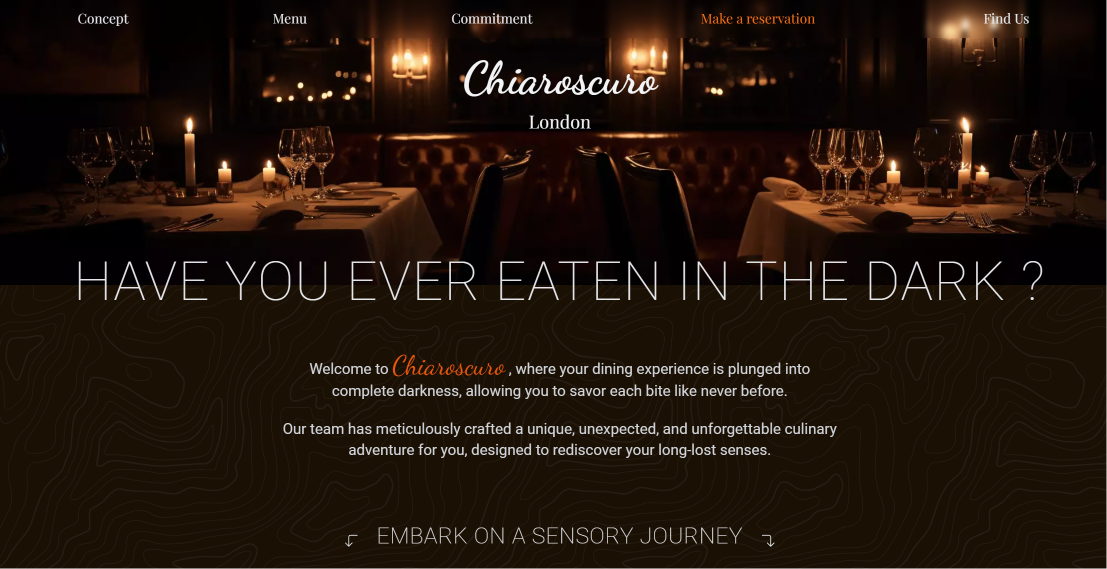 Concept Menu Commitment Make a reservation Find Us
Chiaroscuro
London
HAVE YOU EVER EATEN IN THE DARK ?
Welcome to Chiaroscuro , where your dining experience is plunged into
complete darkness, allowing you to savor each bite like never before.
Our team has meticulously crafted a unique, unexpected, and unforgettable culinary
adventure for you, designed to rediscover your long-lost senses.
EMBARK ON A SENSORY JOURNEY